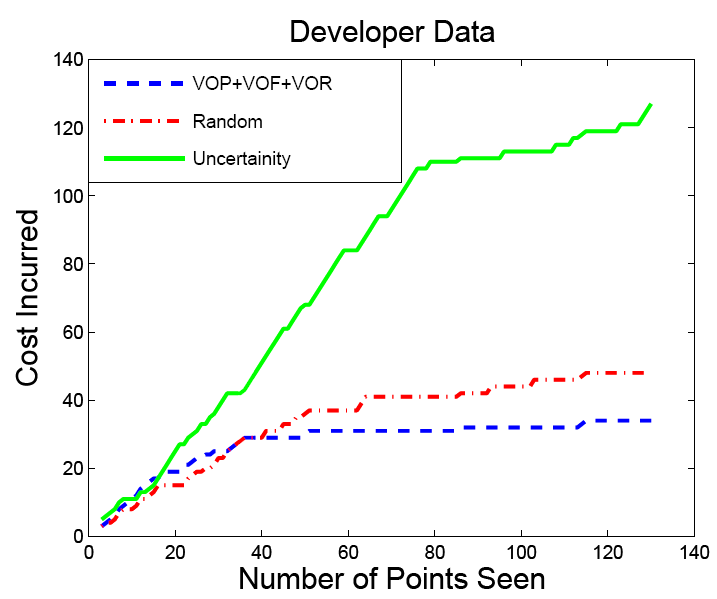 Developer Data
VOP+VOF+VOR
Random
Uncertainity
Cost Incurred
140
120
100
80
60
40
20
0
0 20 40 60 80 100 120 140
Number of Points Seen